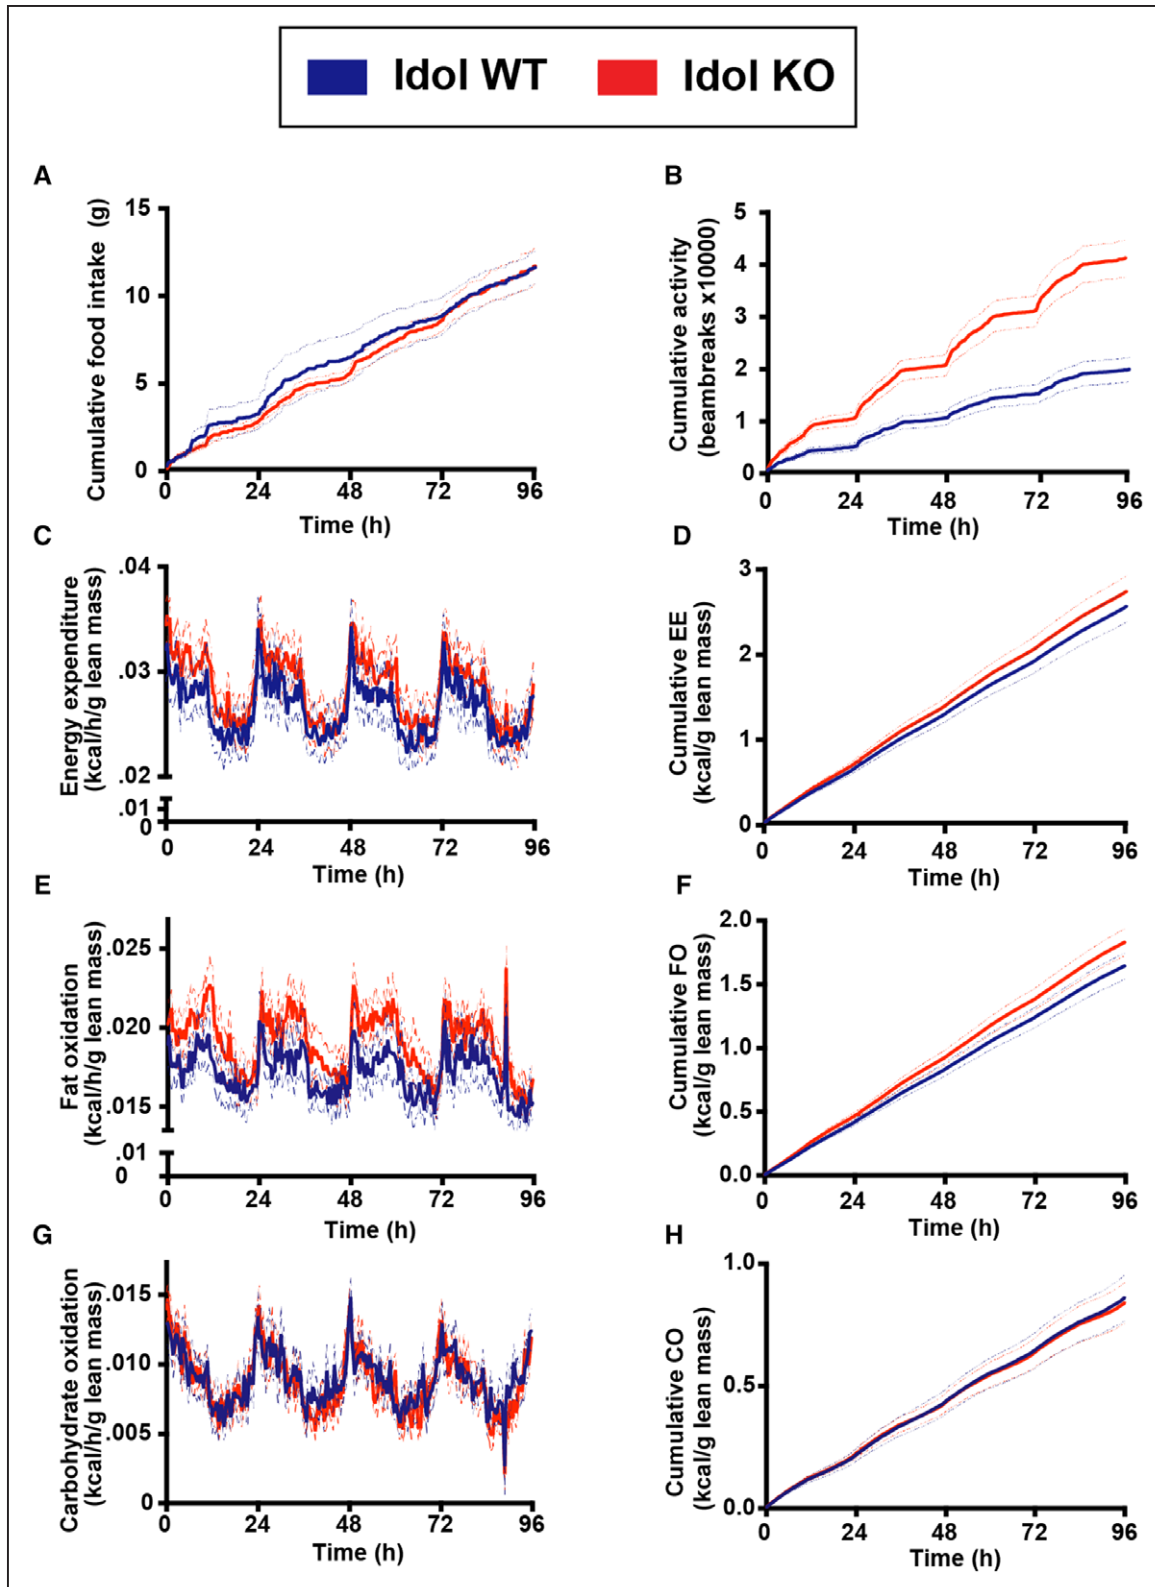 Idol WT Idol KO
A
Cumulative food intake (g)
15
10
5
0
0 24 48 72 96
Time (h)
B
Cumulative activity
(beambreaks x10000)
5
4
3
2
1
0
0 24 48 72 96
Time (h)
C
Energy expenditure
(kcal/h/g lean mass)
.04
.03
.02
.01
0
0 24 48 72 96
Time (h)
D
Cumulative EE
(kcal/g lean mass)
3
2
1
0
0 24 48 72 96
Time (h)
E
Fat oxidation
(kcal/h/g lean mass)
.025
.020
.015
.01
0
0 24 48 72 96
Time (h)
F
Cumulative FO
(kcal/g lean mass)
2.0
1.5
1.0
0.5
0.0
0 24 48 72 96
Time (h)
G
Carbohydrate oxidation
(kcal/h/g lean mass)
.015
.010
.005
0
0 24 48 72 96
Time (h)
H
Cumulative CO
(kcal/g lean mass)
1.0
0.5
0.0
0 24 48 72 96
Time (h)